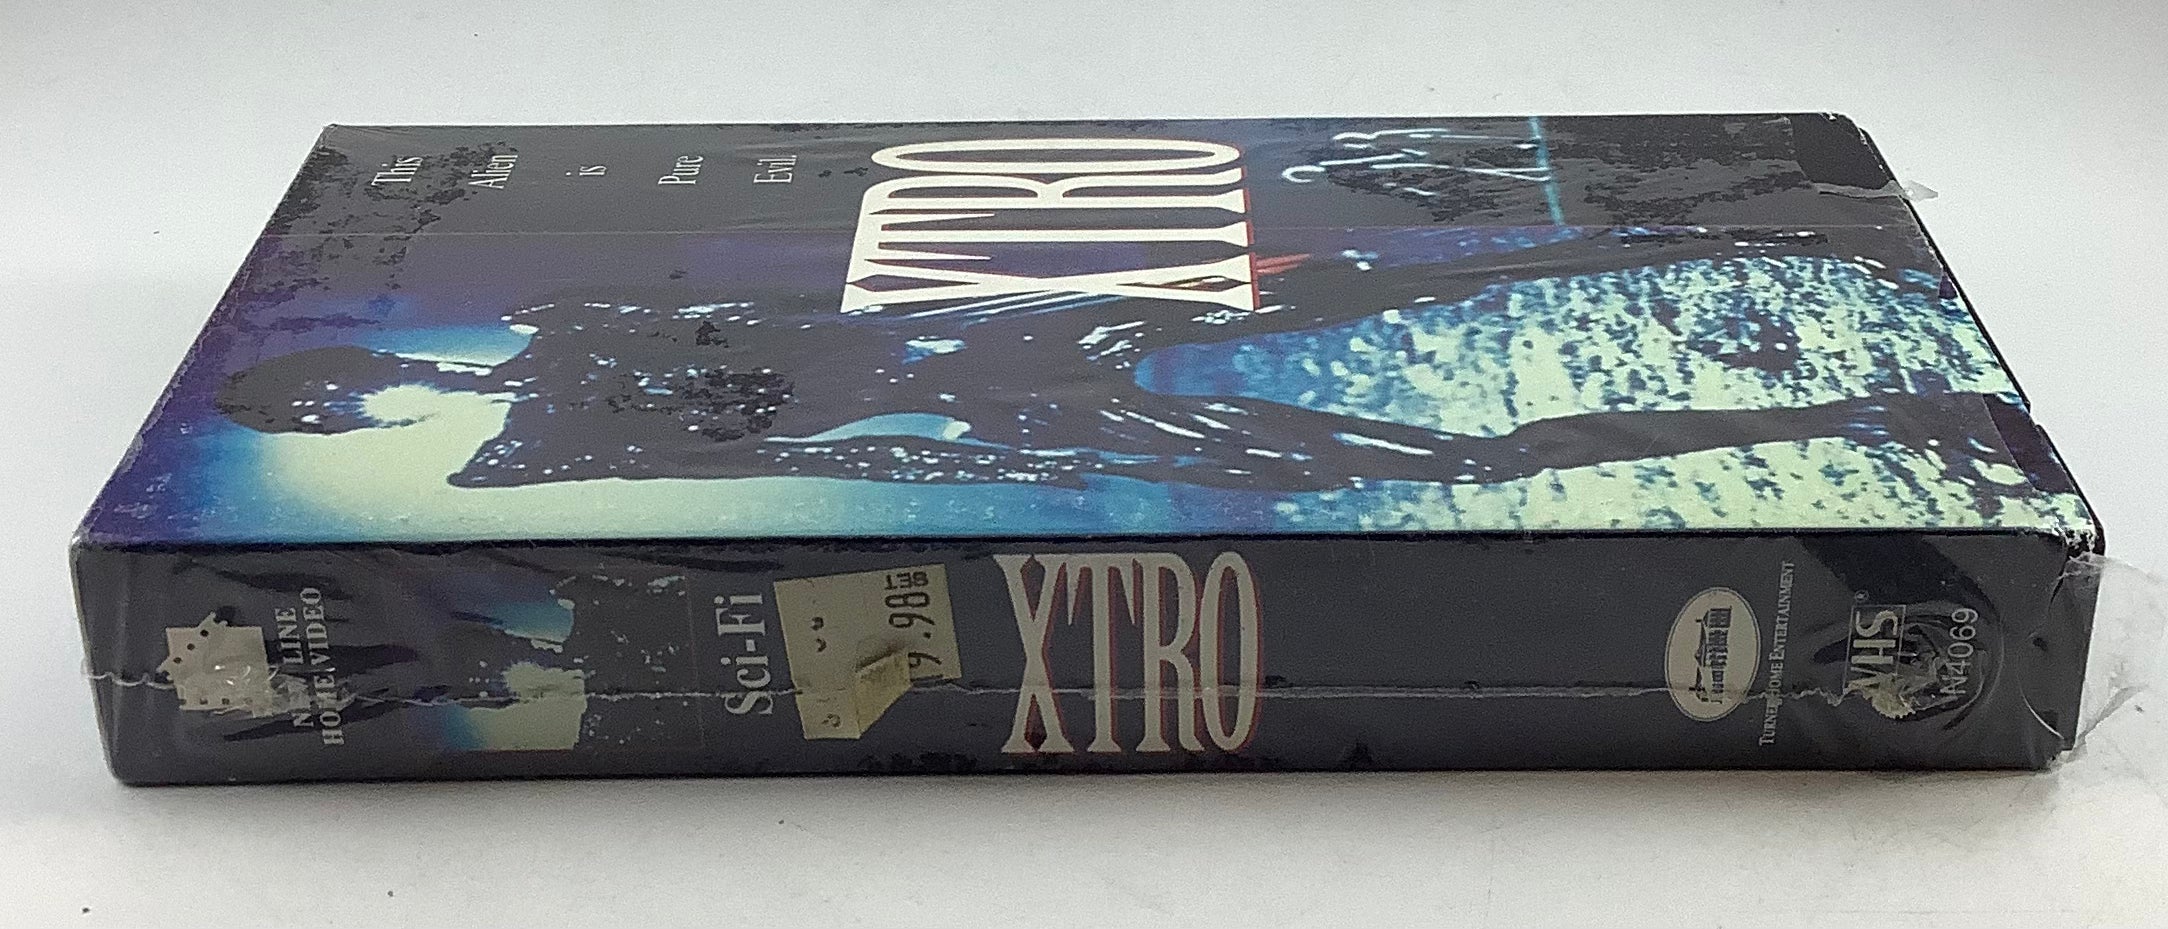 This
Alien
is
Pure
Evil.
XTRO
NEW LINE
HOME VIDEO
Sci-Fi
138
9.98
XTRO
TURNER HOME ENTERTAINMENT
VHS®
N4069